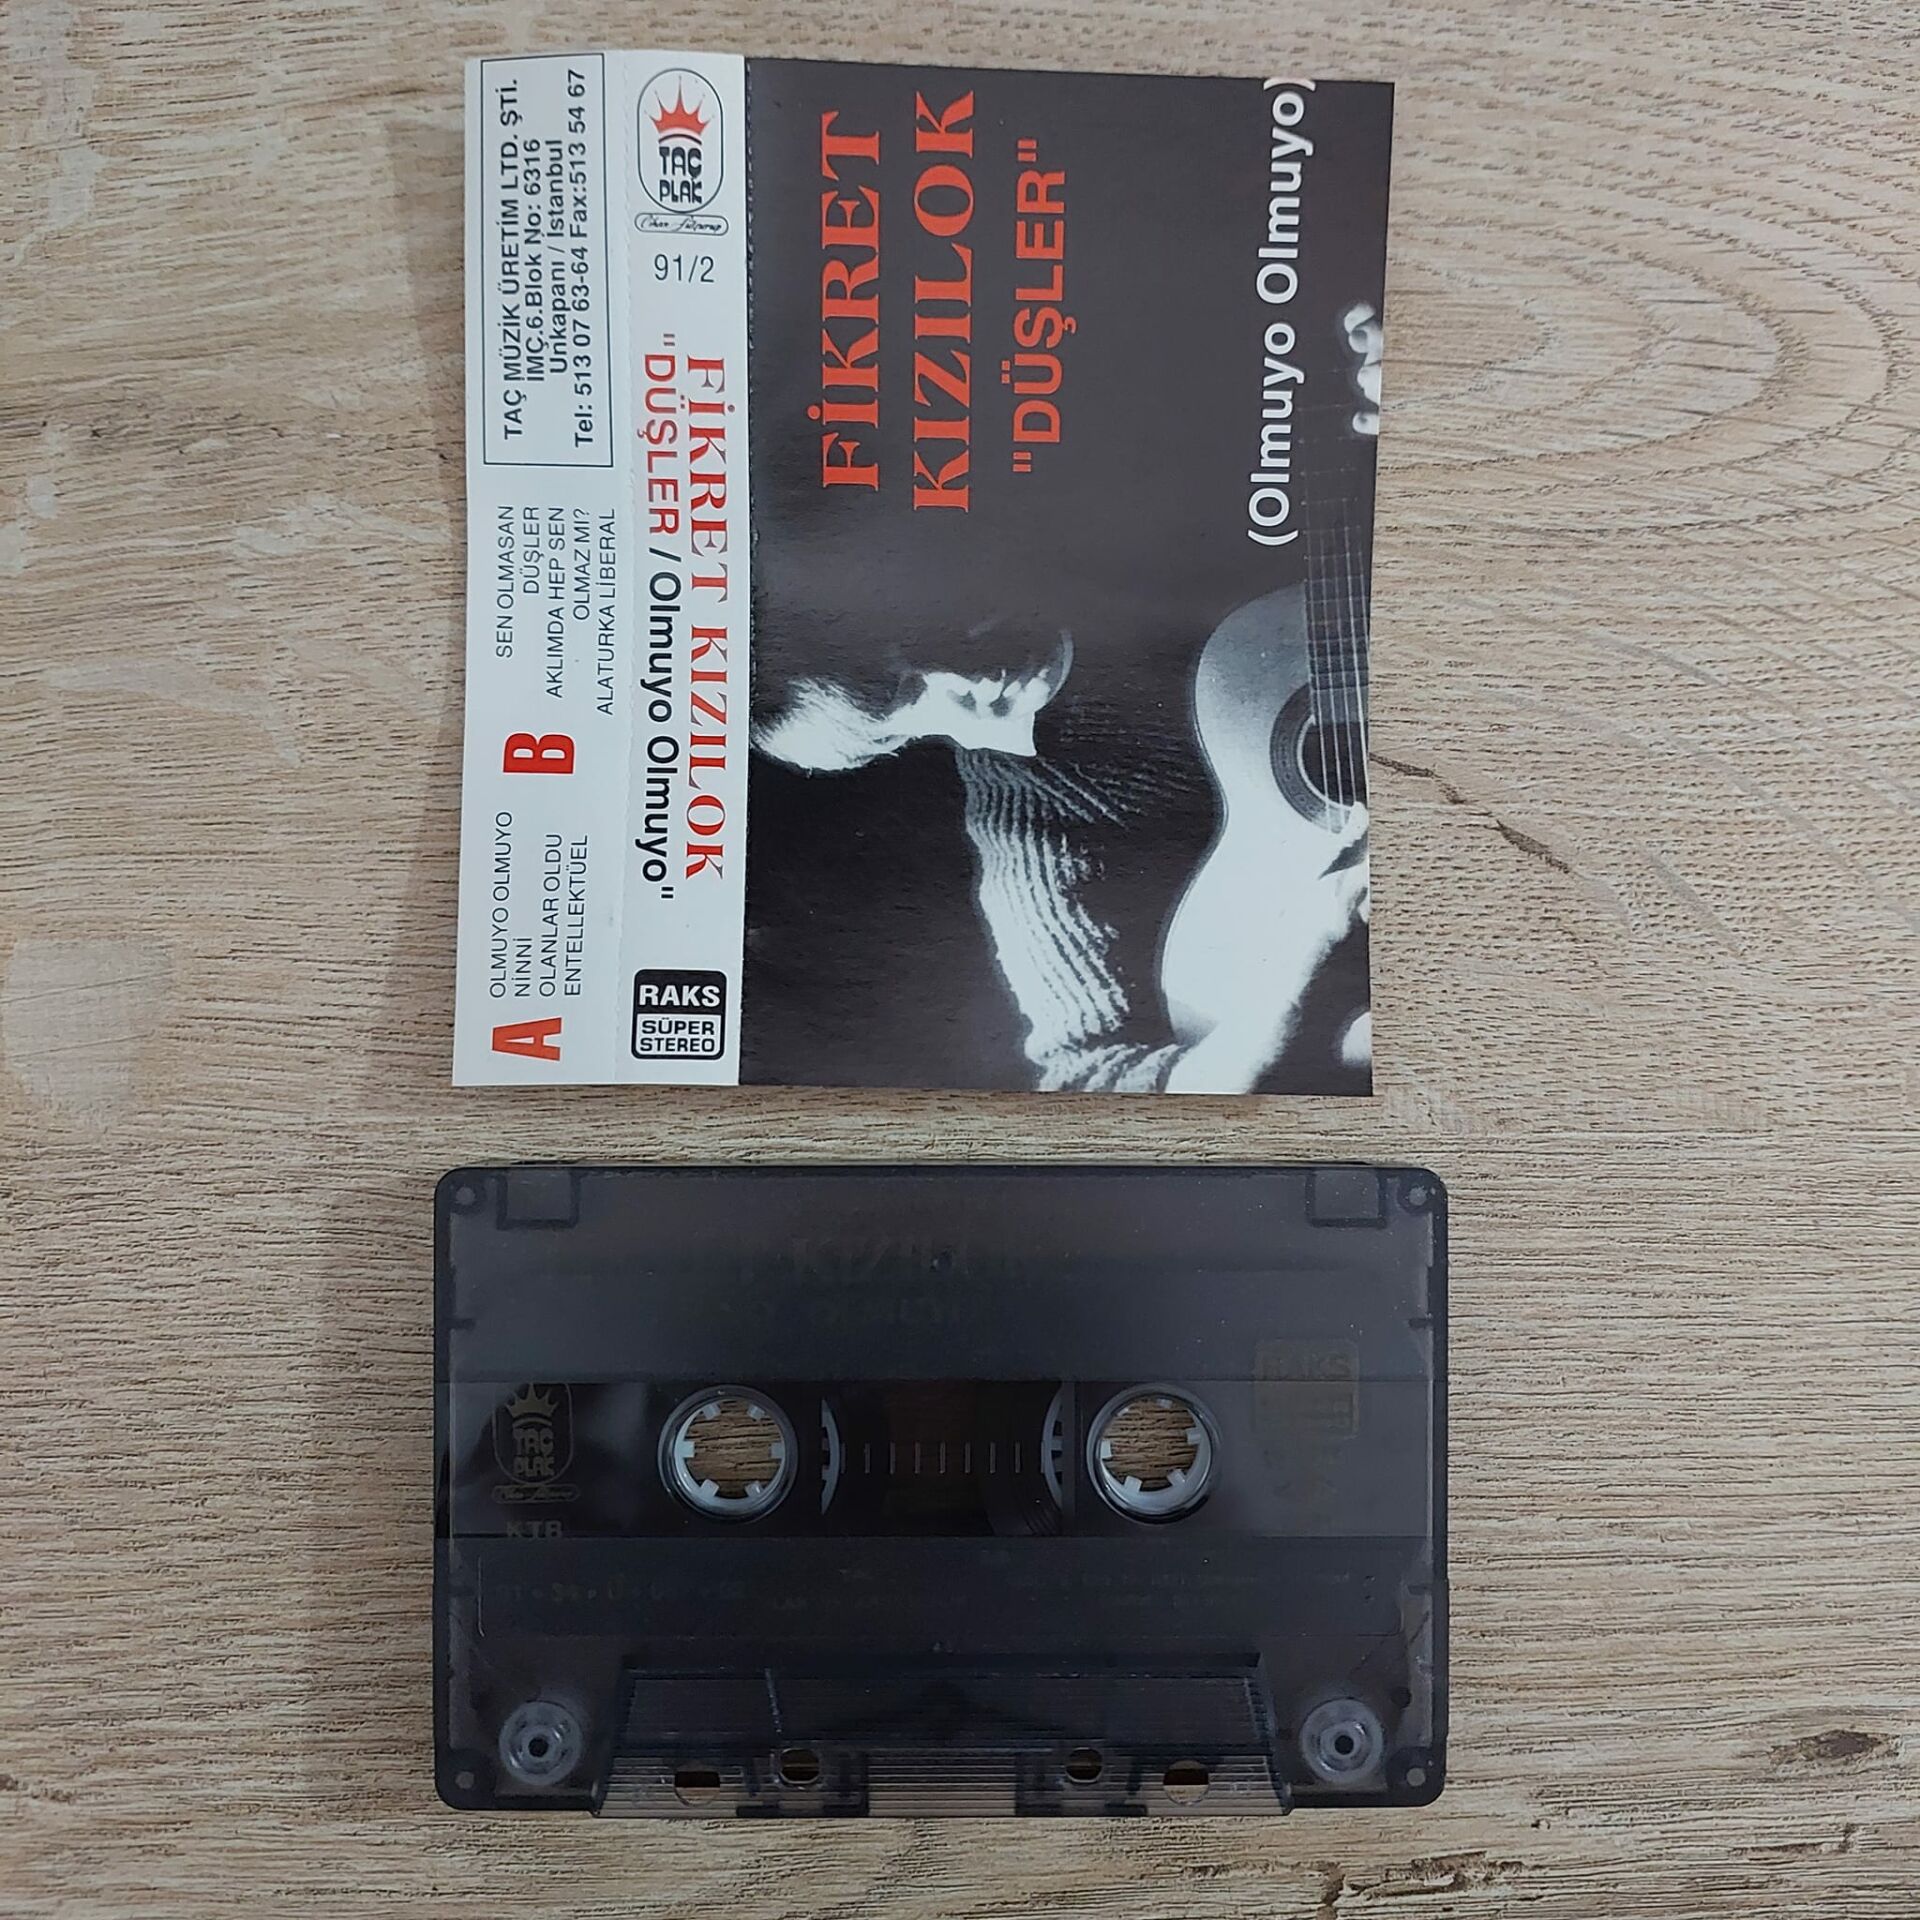 TAÇ MÜZİK ÜRETİM LTD. ŞTİ.
İMÇ.6.Blok No: 6316
Unkapanı / İstanbul
Tel: 513 07 63-64 Fax:513 54 67
A
OLMUYO OLMUYO
NİNNİ
OLANLAR OLDU
ENTELLEKTÜEL
B
SEN OLMASAN
DÜŞLER
AKLIMDA HEP SEN
OLMAZ MI?
ALATURKA LİBERAL
TAÇ
PLAK
91/2
FİKRET KIZILOK
"DÜŞLER / Olmuyo Olmuyo"
RAKS
SÜPER
STEREO
FİKRET
KIZILOK
"DÜŞLER"
(Olmuyo Olmuyo)
KIZILOK
RAKS
TAÇ
PLAK
KTB